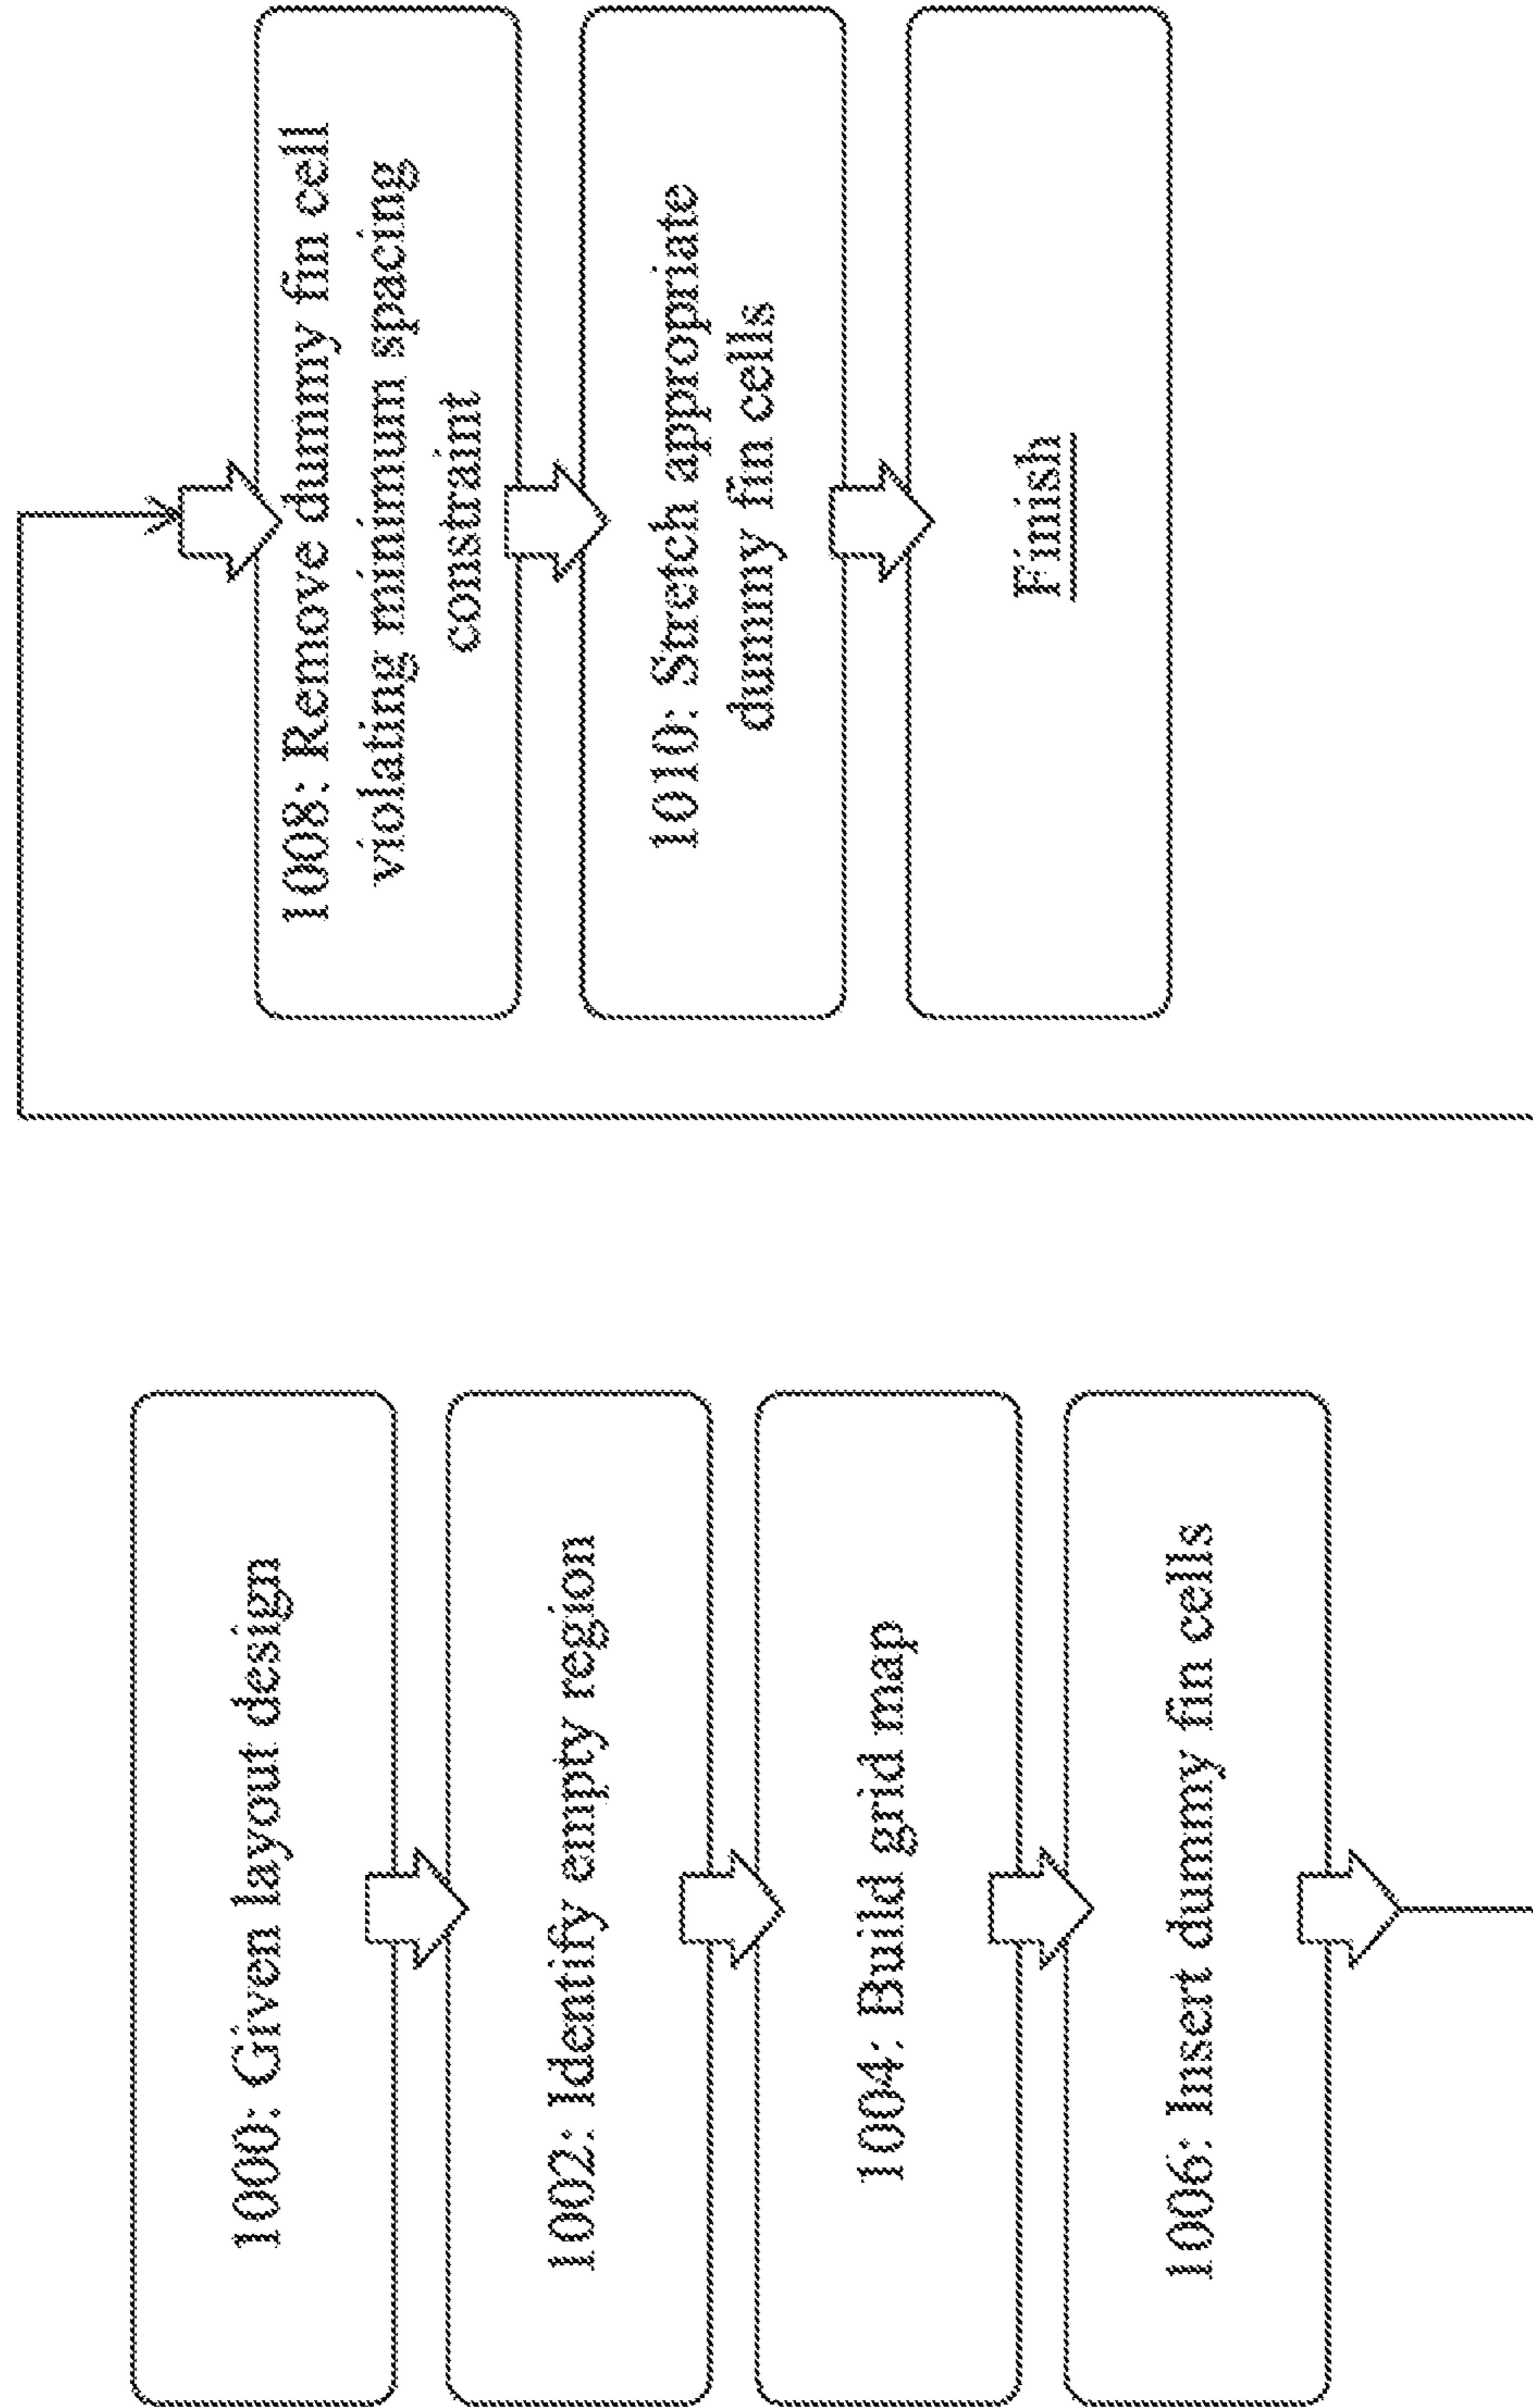 1000: Given layout design
1002: Identify empty region
1004: Build grid map
1006: Insert dummy fin cells
1008: Remove dummy fin cell
violating minimum spacing
constraint
1010: Stretch appropriate
dummy fin cells
Finish